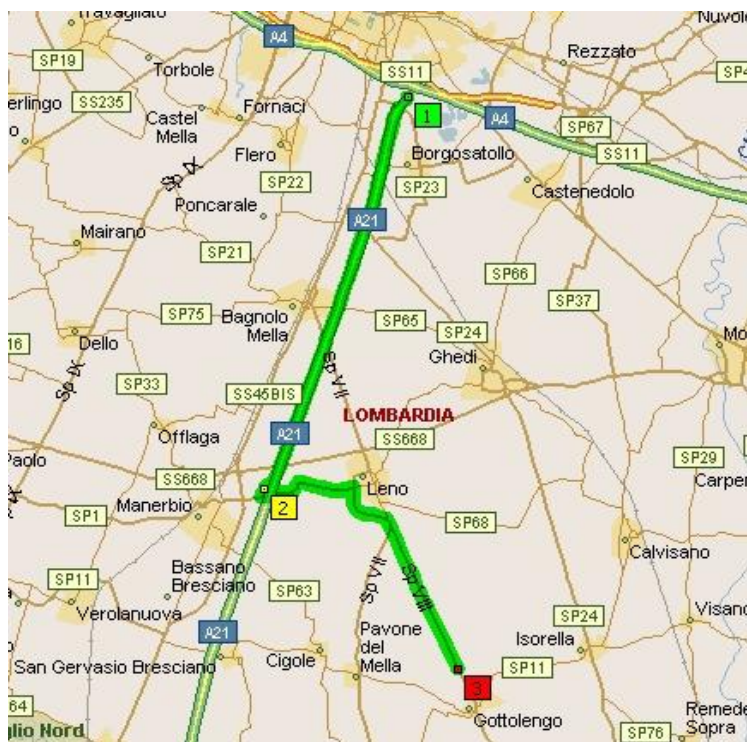 Travagliato
A4
Nuvolo
SP19
Torbole
Rezzato
SS11
SP4
erlingo
SS235
Castel
Mella
Fornaci
1
A4
SP67
SS11
Flero
Borgosatollo
Sp IX
SP22
SP23
Castenedolo
Poncarale
A21
Mairano
SP21
SP66
SP37
SP75
Bagnolo
Mella
SP65
SP24
Mo
16
Dello
Ghedi
Sp IX
SP33
Sp VII
SS45BIS
LOMBARDIA
Offlaga
A21
SS668
Paolo
SP29
SS668
Leno
Carpen
Manerbio
2
SP1
SP68
Calvisano
Bassano
Bresciano
Sp VII
Sp VIII
SP11
SP63
Verolanuova
SP24
Visano
A21
Pavone
del
Mella
Isorella
San Gervasio Bresciano
Cigole
SP11
3
64
Gottolengo
Remede
Sopra
glio Nord
SP76